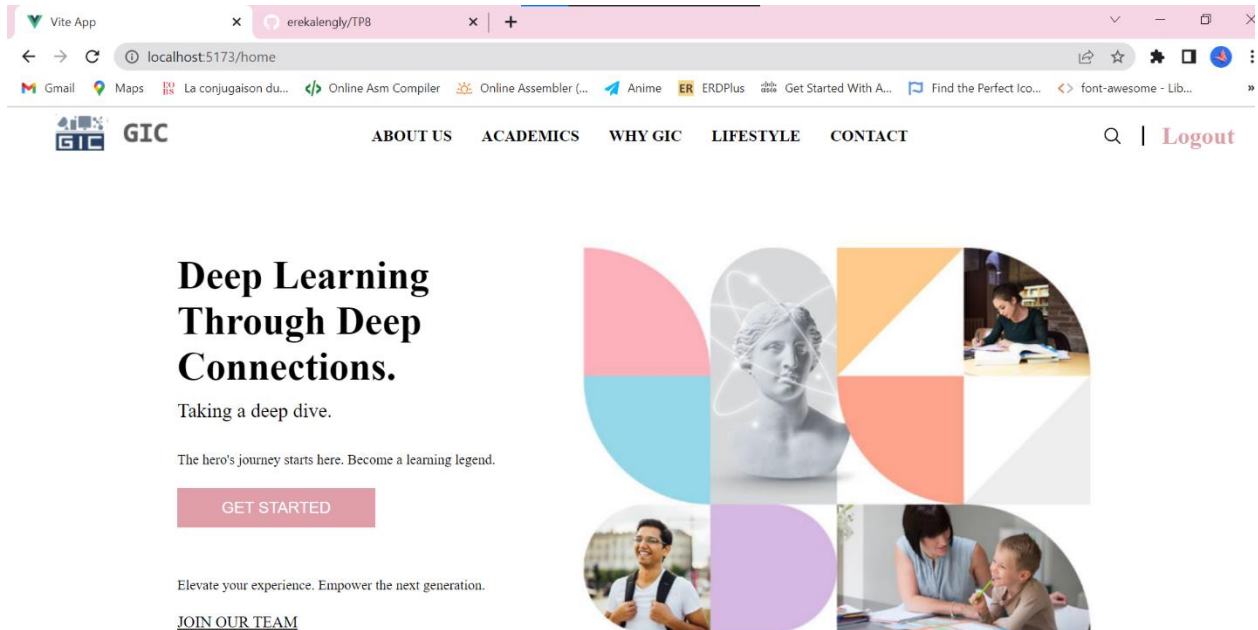 Vite App
erekalengly/TP8
localhost:5173/home
Gmail Maps La conjugaison du... Online Asm Compiler Online Assembler (... Anime ER ERDPlus Get Started With A... Find the Perfect Ico... font-awesome - Lib... »
GIC GIC ABOUT US ACADEMICS WHY GIC LIFESTYLE CONTACT | Logout
Deep Learning
Through Deep
Connections.
Taking a deep dive.
The hero's journey starts here. Become a learning legend.
GET STARTED
Elevate your experience. Empower the next generation.
JOIN OUR TEAM